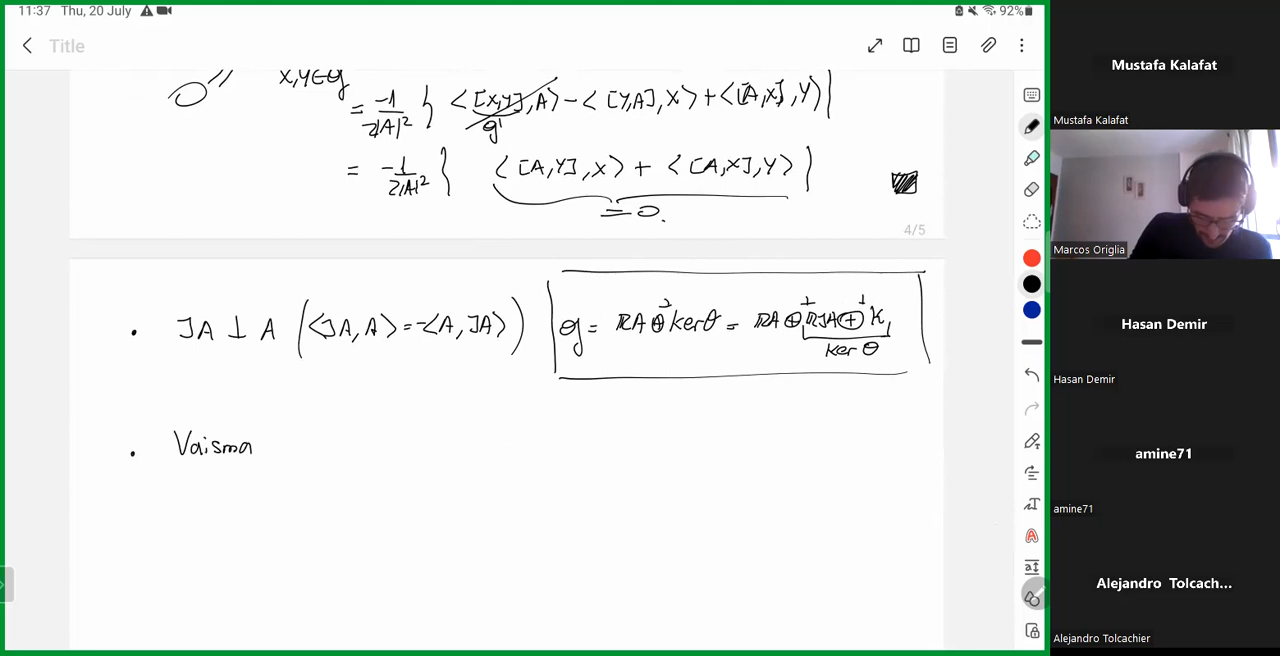 11:37 Thu, 20 July 92%
Title
X,Y∈g
= -1/2|A|² { ⟨[X,Y],A⟩ - ⟨[Y,A],X⟩ + ⟨[A,X],Y⟩ }
g'
= -1/2|A|² { ⟨[A,Y],X⟩ + ⟨[A,X],Y⟩ }
= 0.
4/5
• JA ⊥ A (⟨JA,A⟩ = -⟨A,JA⟩) g = ℝA ⊕⊥ ker θ = ℝA ⊕⊥ ℝJA ⊕⊥ k
ker θ
• Vaisma
Mustafa Kalafat
Mustafa Kalafat
Marcos Origlia
Hasan Demir
Hasan Demir
amine71
amine71
Alejandro Tolcach...
Alejandro Tolcachier